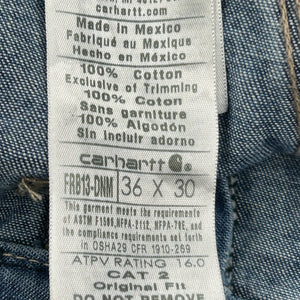 carhartt.com
Made in Mexico
Fabriqué au Mexique
Hecho en México
100% Cotton
Exclusive of Trimming
100% Coton
Sans garniture
100% Algodón
Sin incluir adorno
carhartt
FRB13-DNM 36 X 30
This garment meets the requirements
of ASTM F1506, NFPA-2112, NFPA-70E, and
the compliance requirements set forth
in OSHA29 CFR 1910-269
ATPV RATING 16.0
CAT 2
Original Fit
DO NOT REMOVE